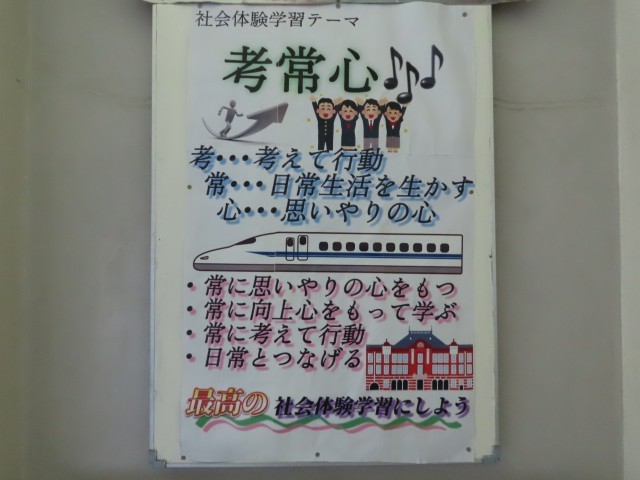 社会体験学習テーマ
考常心♪♪♪
考・・・考えて行動
常・・・日常生活を生かす
心・・・思いやりの心
・常に思いやりの心をもつ
・常に向上心をもって学ぶ
・常に考えて行動
・日常とつなげる
最高の社会体験学習にしよう